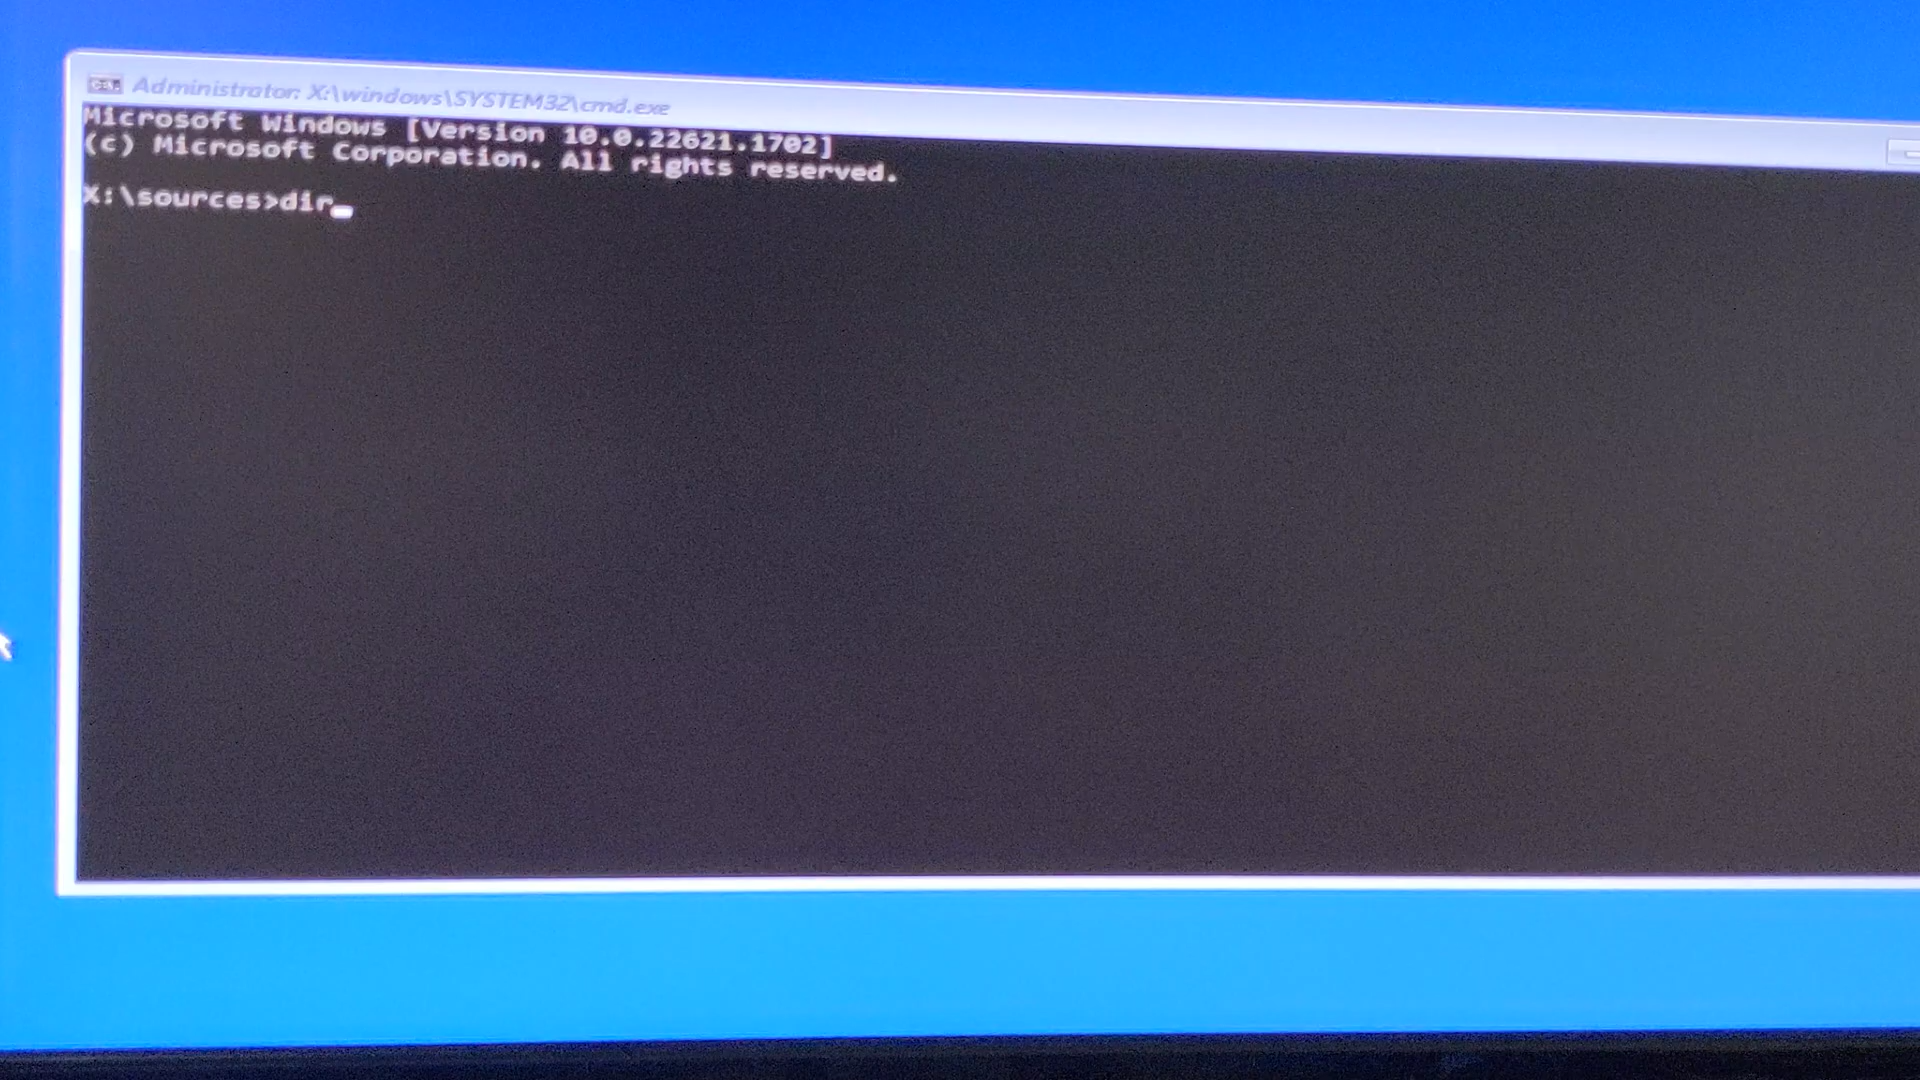 Administrator: X:\windows\SYSTEM32\cmd.exe
Microsoft Windows [Version 10.0.22621.1702]
(c) Microsoft Corporation. All rights reserved.
X:\sources>dir